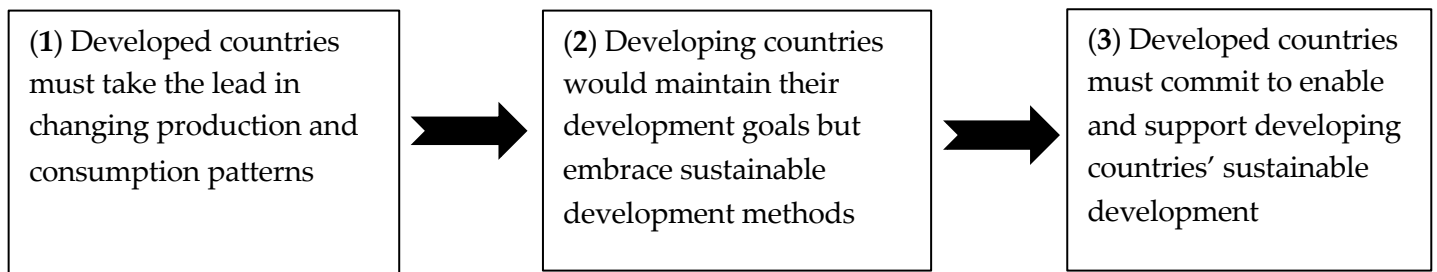 (1) Developed countries
must take the lead in
changing production and
consumption patterns
(2) Developing countries
would maintain their
development goals but
embrace sustainable
development methods
(3) Developed countries
must commit to enable
and support developing
countries’ sustainable
development